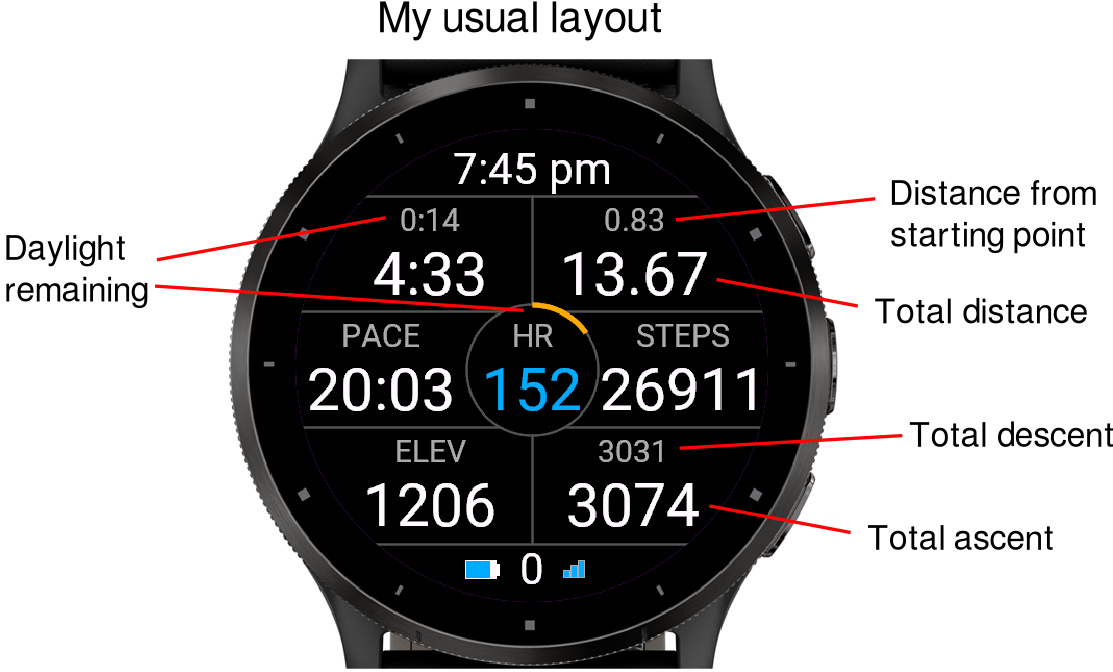 My usual layout
7:45 pm
0:14 0.83
Distance from
starting point
Daylight
remaining
4:33 13.67
Total distance
PACE HR STEPS
20:03 152 26911
ELEV 3031
Total descent
1206 3074
Total ascent
0